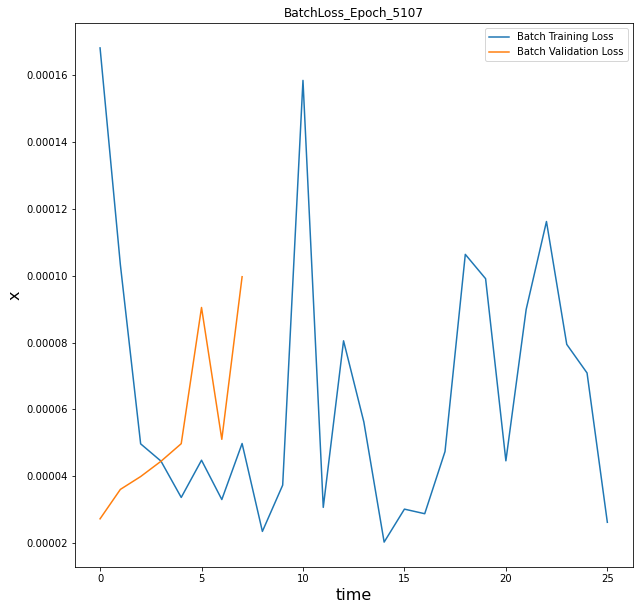 BatchLoss_Epoch_5107
Batch Training Loss
Batch Validation Loss
0.00016
0.00014
0.00012
0.00010
0.00008
0.00006
0.00004
0.00002
x
0 5 10 15 20 25
time